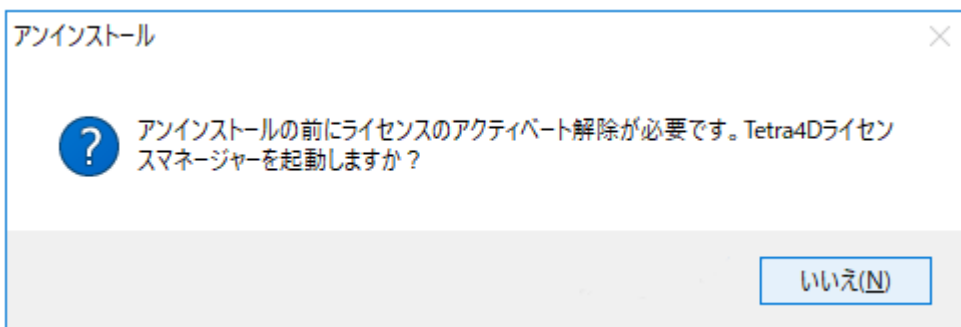 アンインストール
アンインストールの前にライセンスのアクティベート解除が必要です。Tetra4Dライセン
スマネージャーを起動しますか？
いいえ(N)